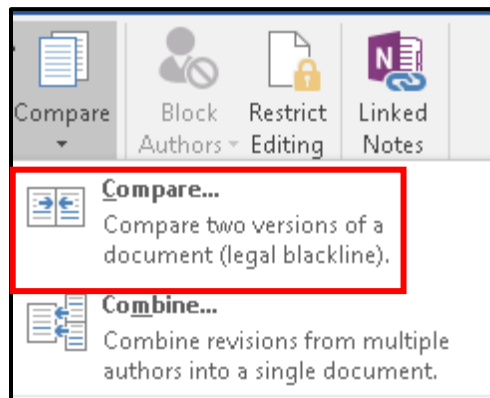 Compare
Block
Authors
Restrict
Editing
Linked
Notes
N
Compare...
Compare two versions of a
document (legal blackline).
Combine...
Combine revisions from multiple
authors into a single document.